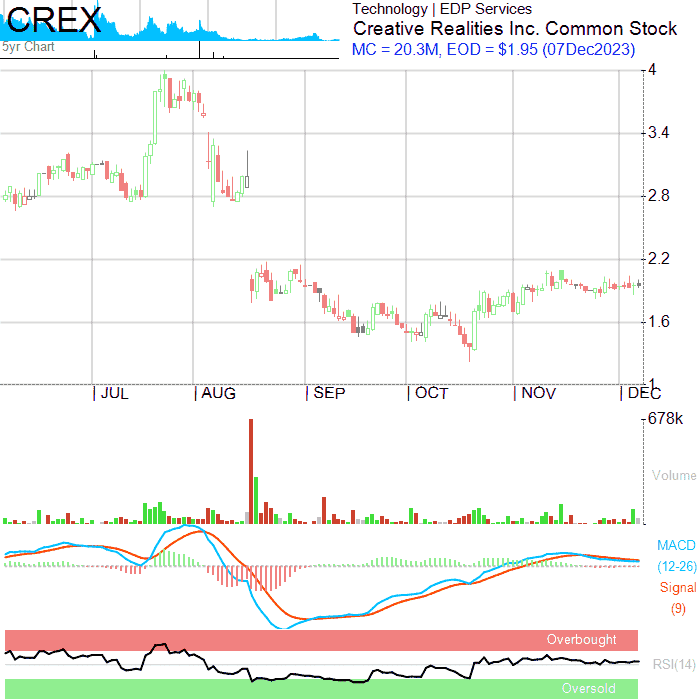 CREX
5yr Chart
Technology | EDP Services
Creative Realities Inc. Common Stock
MC = 20.3M, EOD = $1.95 (07Dec2023)
4
3.4
2.8
2.2
1.6
1
JUL AUG SEP OCT NOV DEC
678k
Volume
MACD
(12-26)
Signal
(9)
Overbought
RSI(14)
Oversold